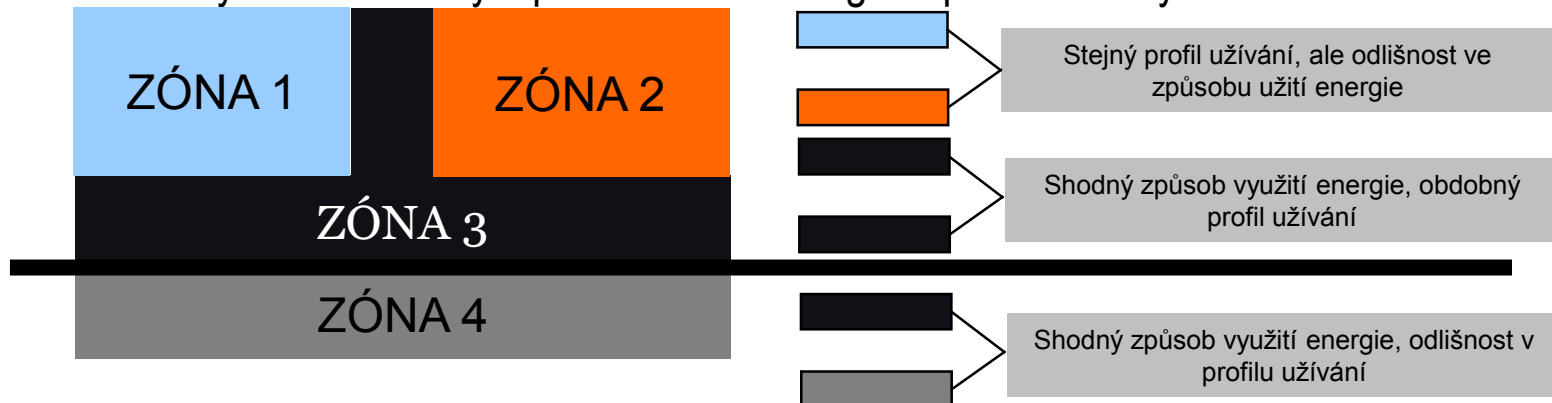 ZÓNA 1
ZÓNA 2
ZÓNA 3
ZÓNA 4
Stejný profil užívání, ale odlišnost ve
způsobu užití energie
Shodný způsob využití energie, obdobný
profil užívání
Shodný způsob využití energie, odlišnost v
profilu užívání